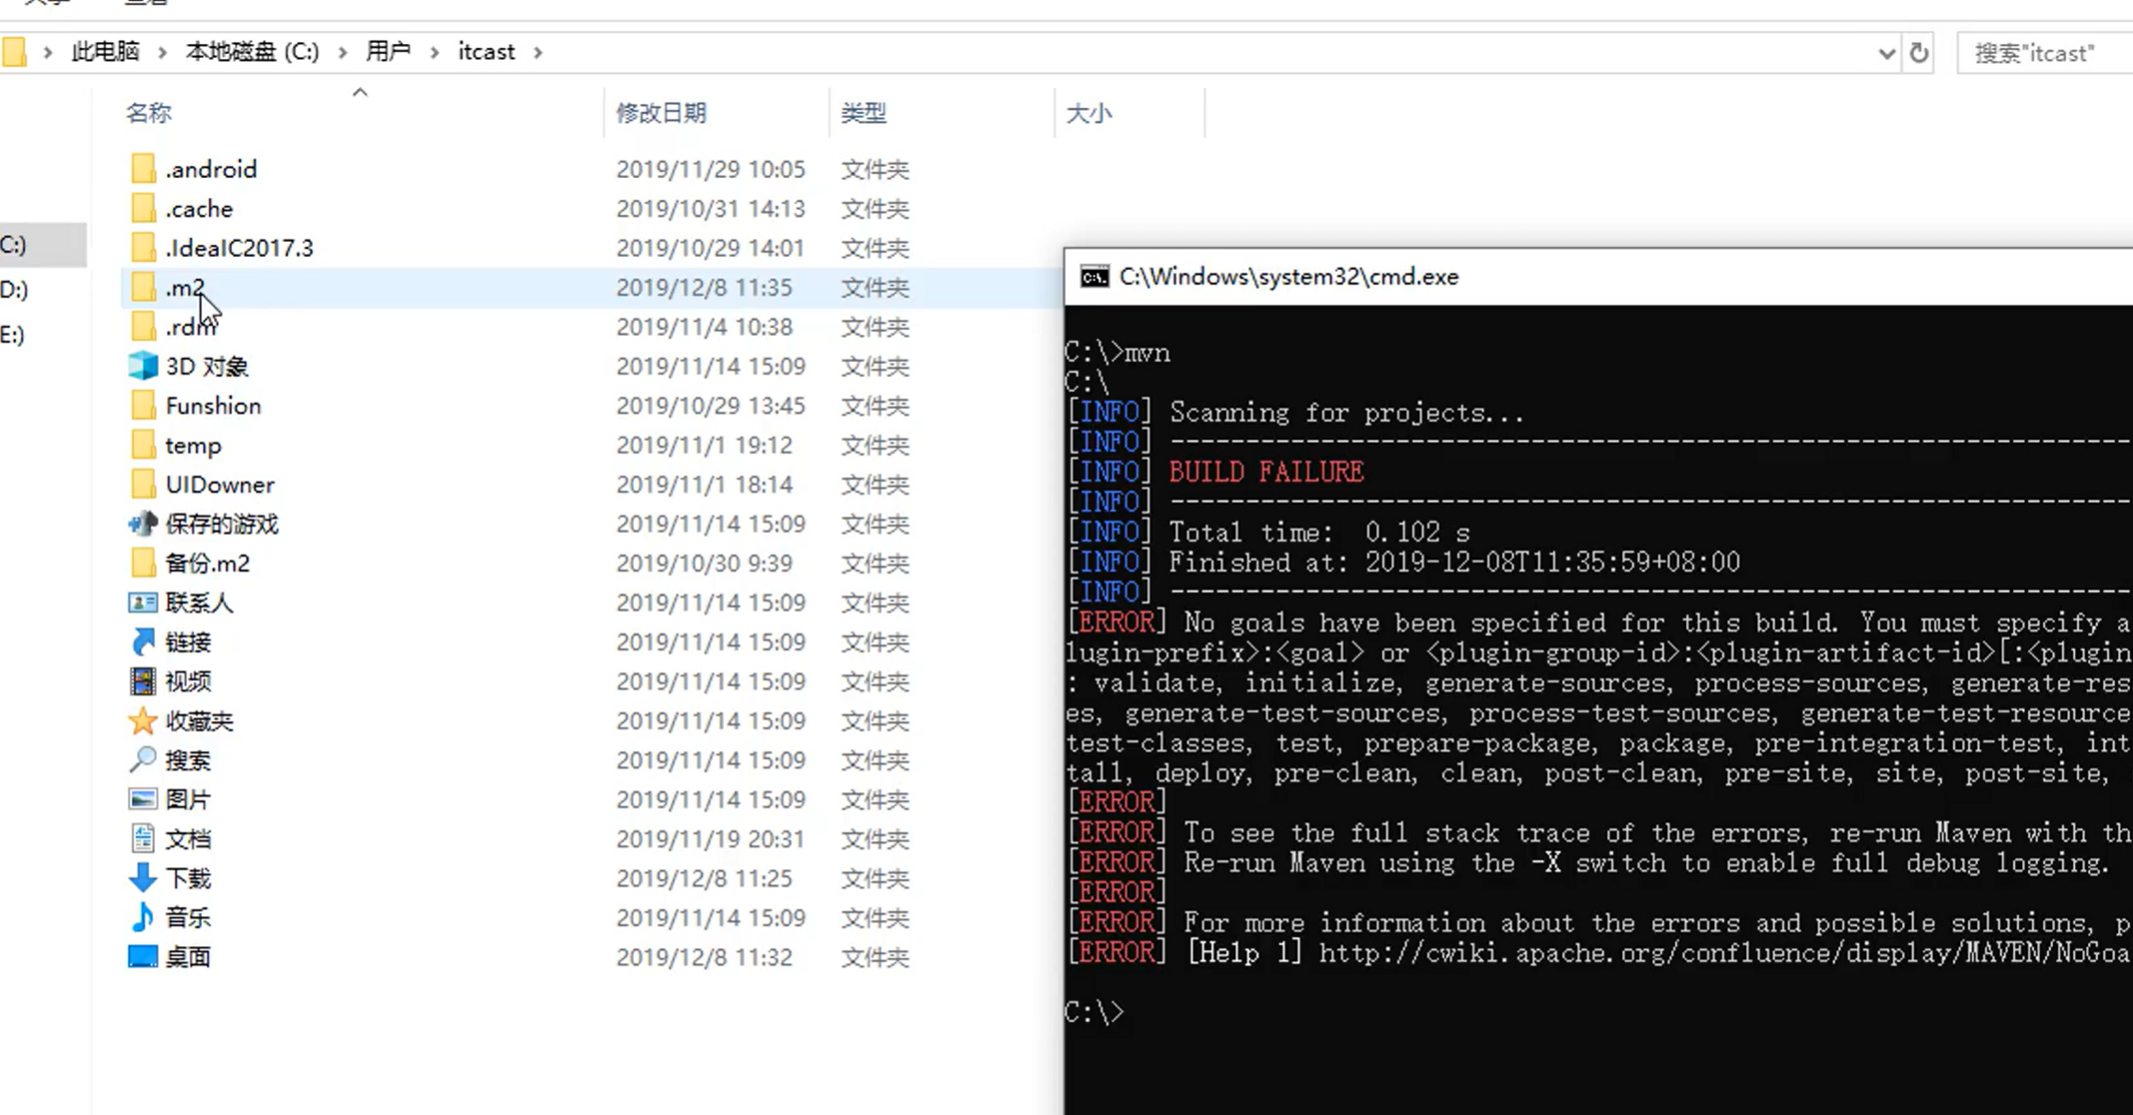 共享 查看
此电脑 本地磁盘 (C:) 用户 itcast
搜索"itcast"
名称 修改日期 类型 大小
.android 2019/11/29 10:05 文件夹
.cache 2019/10/31 14:13 文件夹
.IdeaIC2017.3 2019/10/29 14:01 文件夹
.m2 2019/12/8 11:35 文件夹
.rdm 2019/11/4 10:38 文件夹
3D 对象 2019/11/14 15:09 文件夹
Funshion 2019/10/29 13:45 文件夹
temp 2019/11/1 19:12 文件夹
UIDowner 2019/11/1 18:14 文件夹
保存的游戏 2019/11/14 15:09 文件夹
备份.m2 2019/10/30 9:39 文件夹
联系人 2019/11/14 15:09 文件夹
链接 2019/11/14 15:09 文件夹
视频 2019/11/14 15:09 文件夹
收藏夹 2019/11/14 15:09 文件夹
搜索 2019/11/14 15:09 文件夹
图片 2019/11/14 15:09 文件夹
文档 2019/11/19 20:31 文件夹
下载 2019/12/8 11:25 文件夹
音乐 2019/11/14 15:09 文件夹
桌面 2019/12/8 11:32 文件夹
C:)
D:)
E:)
C:\Windows\system32\cmd.exe
C:\>mvn
C:\
[INFO] Scanning for projects...
[INFO] ----------------------------------------------------------------
[INFO] BUILD FAILURE
[INFO] ----------------------------------------------------------------
[INFO] Total time:  0.102 s
[INFO] Finished at: 2019-12-08T11:35:59+08:00
[INFO] ----------------------------------------------------------------
[ERROR] No goals have been specified for this build. You must specify a
lugin-prefix>:<goal> or <plugin-group-id>:<plugin-artifact-id>[:<plugin
: validate, initialize, generate-sources, process-sources, generate-res
es, generate-test-sources, process-test-sources, generate-test-resource
test-classes, test, prepare-package, package, pre-integration-test, int
tall, deploy, pre-clean, clean, post-clean, pre-site, site, post-site,
[ERROR]
[ERROR] To see the full stack trace of the errors, re-run Maven with th
[ERROR] Re-run Maven using the -X switch to enable full debug logging.
[ERROR]
[ERROR] For more information about the errors and possible solutions, p
[ERROR] [Help 1] http://cwiki.apache.org/confluence/display/MAVEN/NoGoa
C:\>